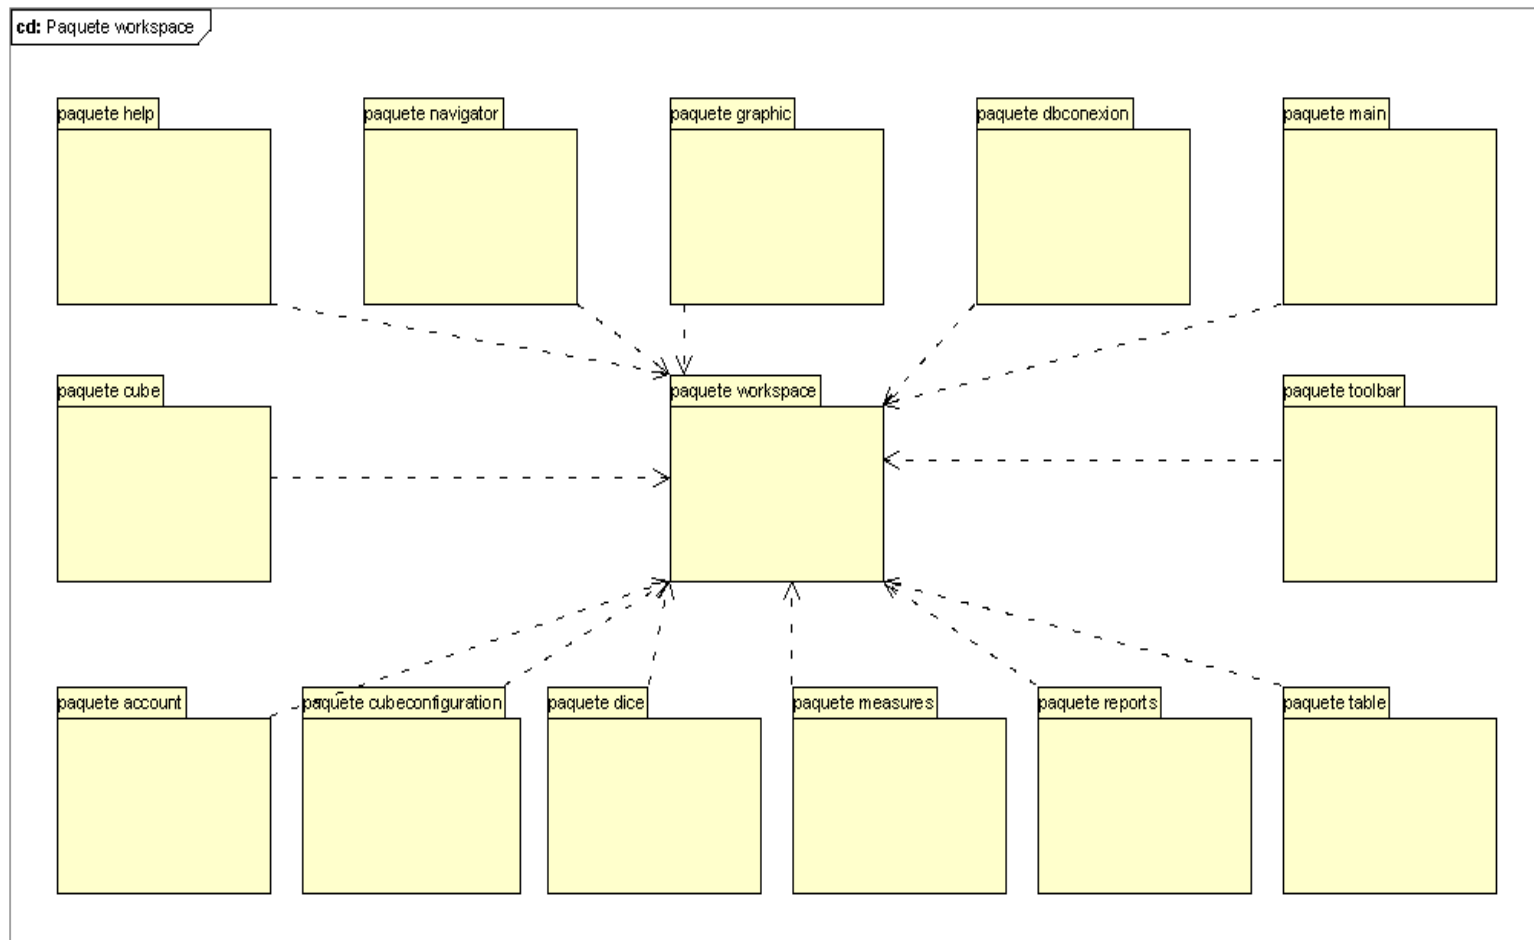 cd: Paquete workspace
paquete help
paquete navigator
paquete graphic
paquete dbconexion
paquete main
paquete cube
paquete workspace
paquete toolbar
paquete account
paquete cubeconfiguration
paquete dice
paquete measures
paquete reports
paquete table